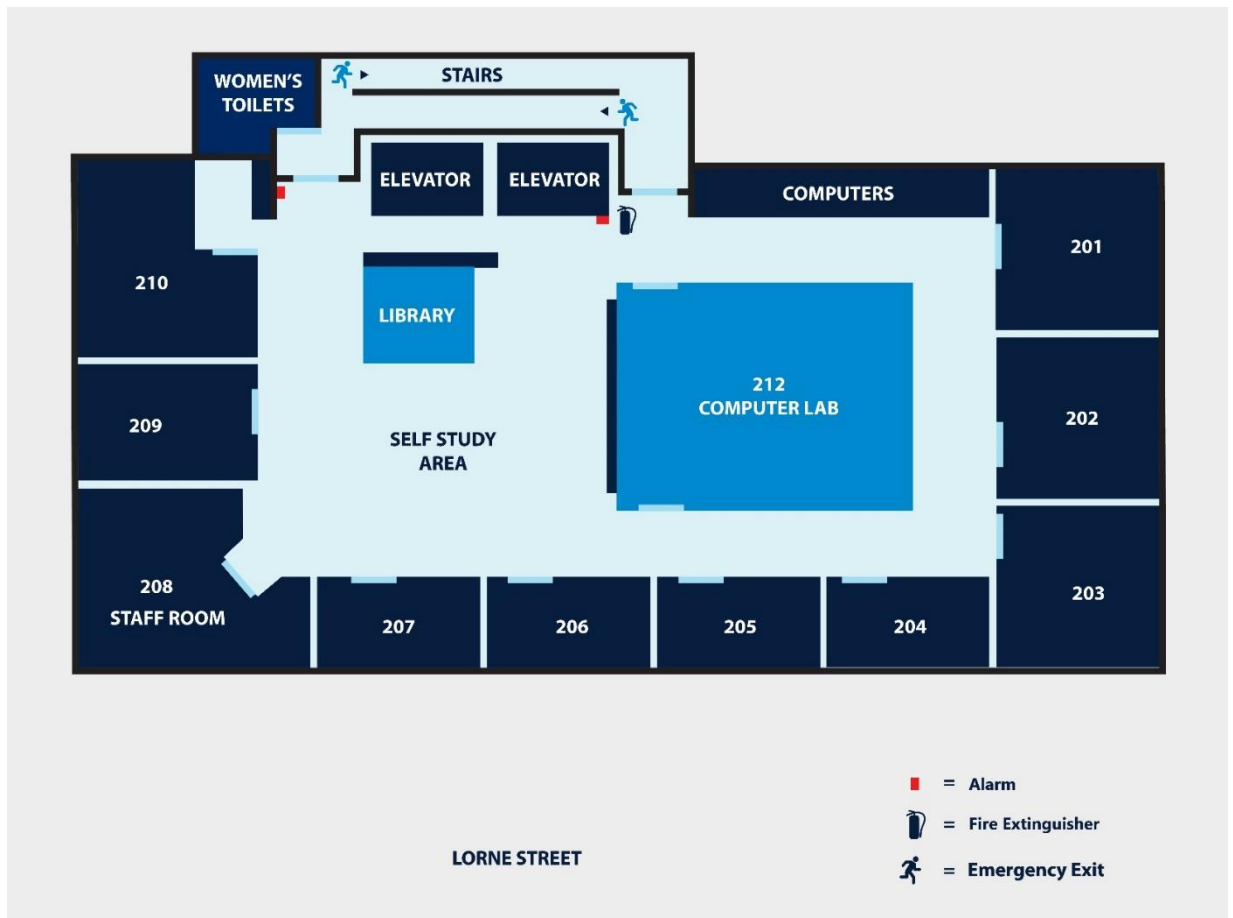 WOMEN'S
TOILETS
STAIRS
ELEVATOR
ELEVATOR
COMPUTERS
201
210
LIBRARY
212
COMPUTER LAB
202
209
SELF STUDY
AREA
208
STAFF ROOM
207
206
205
204
203
= Alarm
= Fire Extinguisher
LORNE STREET
= Emergency Exit